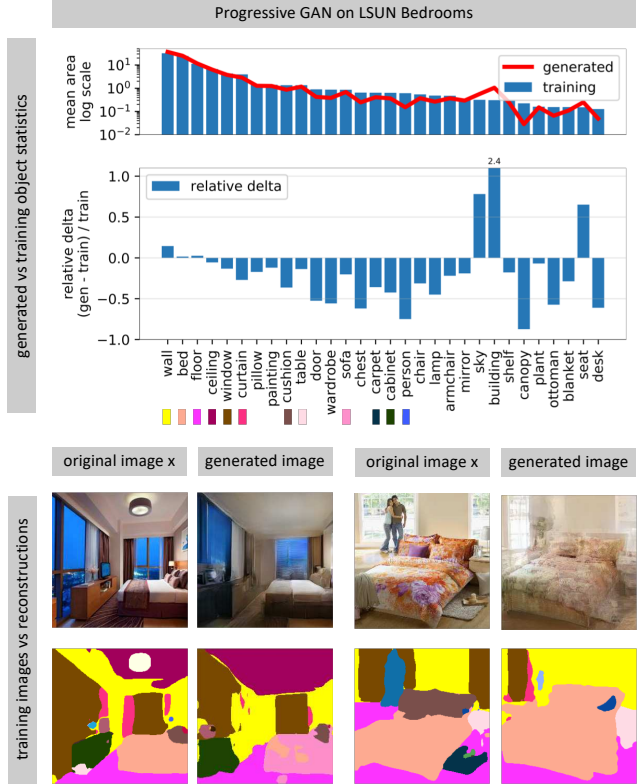 Progressive GAN on LSUN Bedrooms
generated vs training object statistics
mean area
log scale
10¹
10⁰
10⁻¹
10⁻²
generated
training
2.4
relative delta
relative delta
(gen - train) / train
1.0
0.5
0.0
−0.5
−1.0
wall
bed
floor
ceiling
window
curtain
pillow
painting
cushion
table
door
wardrobe
sofa
chest
carpet
cabinet
person
chair
lamp
armchair
mirror
sky
building
shelf
canopy
plant
ottoman
blanket
seat
desk
original image x
generated image
original image x
generated image
training images vs reconstructions